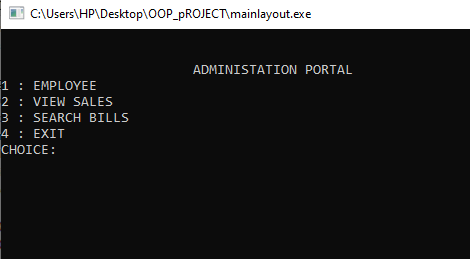 C:\Users\HP\Desktop\OOP_pROJECT\mainlayout.exe
ADMINISTATION PORTAL
1 : EMPLOYEE
2 : VIEW SALES
3 : SEARCH BILLS
4 : EXIT
CHOICE: